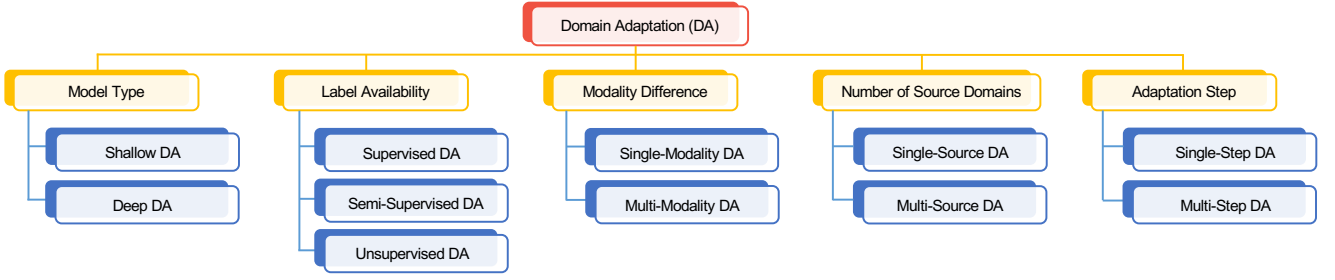 Domain Adaptation (DA)
Model Type
Label Availability
Modality Difference
Number of Source Domains
Adaptation Step
Shallow DA
Deep DA
Supervised DA
Semi-Supervised DA
Unsupervised DA
Single-Modality DA
Multi-Modality DA
Single-Source DA
Multi-Source DA
Single-Step DA
Multi-Step DA